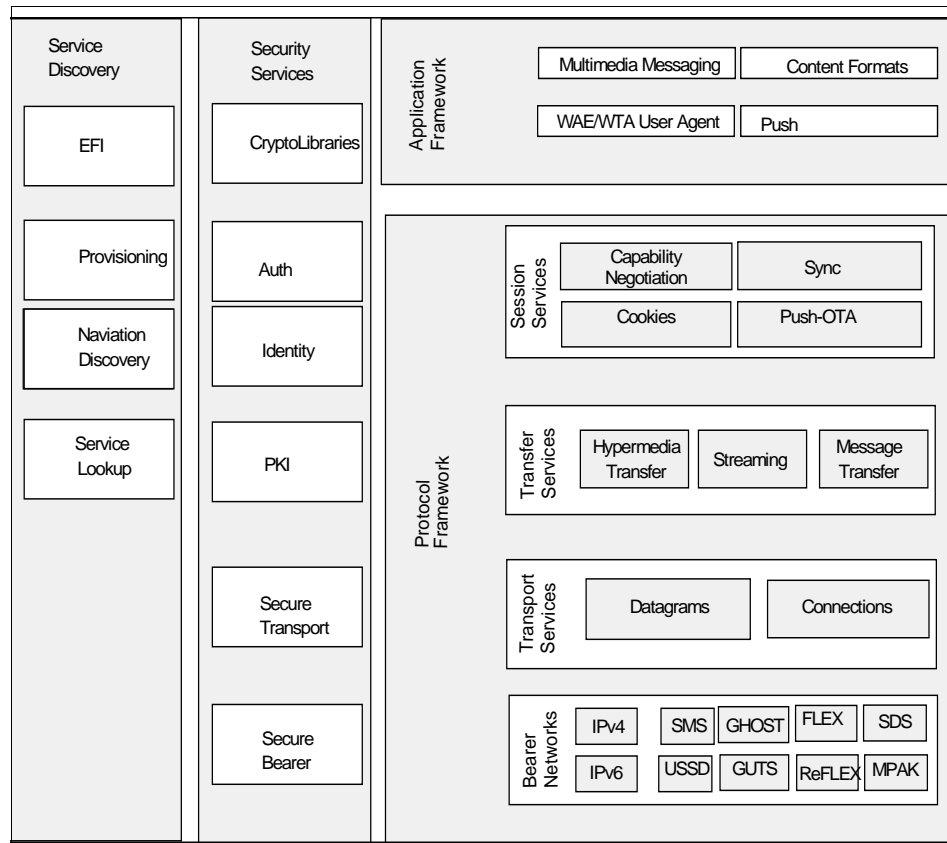 Service
Discovery
EFI
Provisioning
Naviation
Discovery
Service
Lookup
Security
Services
CryptoLibraries
Auth
Identity
PKI
Secure
Transport
Secure
Bearer
Application
Framework
Multimedia Messaging
Content Formats
WAE/WTA User Agent
Push
Protocol
Framework
Session
Services
Capability
Negotiation
Sync
Cookies
Push-OTA
Transfer
Services
Hypermedia
Transfer
Streaming
Message
Transfer
Transport
Services
Datagrams
Connections
Bearer
Networks
IPv4
SMS
GHOST
FLEX
SDS
IPv6
USSD
GUTS
ReFLEX
MPAK